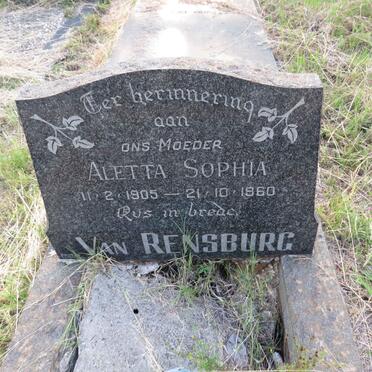 Ter herinnering
aan
ONS MOEDER
ALETTA SOPHIA
11·2·1905 — 21·10·1960
Rus in vrede.
VAN RENSBURG